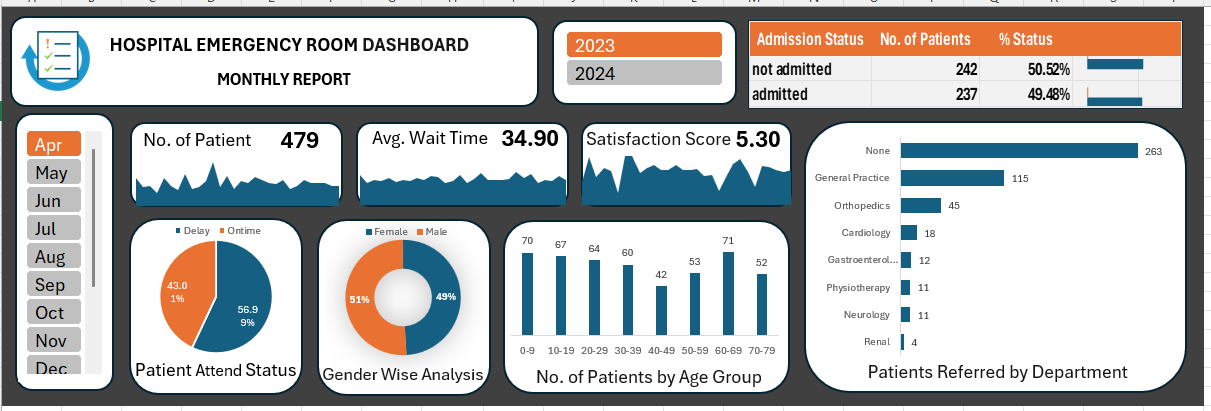 HOSPITAL EMERGENCY ROOM DASHBOARD
MONTHLY REPORT
2023
2024
Admission Status No. of Patients % Status
not admitted 242 50.52%
admitted 237 49.48%
Apr
May
Jun
Jul
Aug
Sep
Oct
Nov
Dec
No. of Patient 479
Avg. Wait Time 34.90
Satisfaction Score 5.30
Delay Ontime
43.0
1%
56.9
9%
Patient Attend Status
Female Male
51% 49%
Gender Wise Analysis
70 67 64 60 42 53 71 52
0-9 10-19 20-29 30-39 40-49 50-59 60-69 70-79
No. of Patients by Age Group
None 263
General Practice 115
Orthopedics 45
Cardiology 18
Gastroenterol... 12
Physiotherapy 11
Neurology 11
Renal 4
Patients Referred by Department